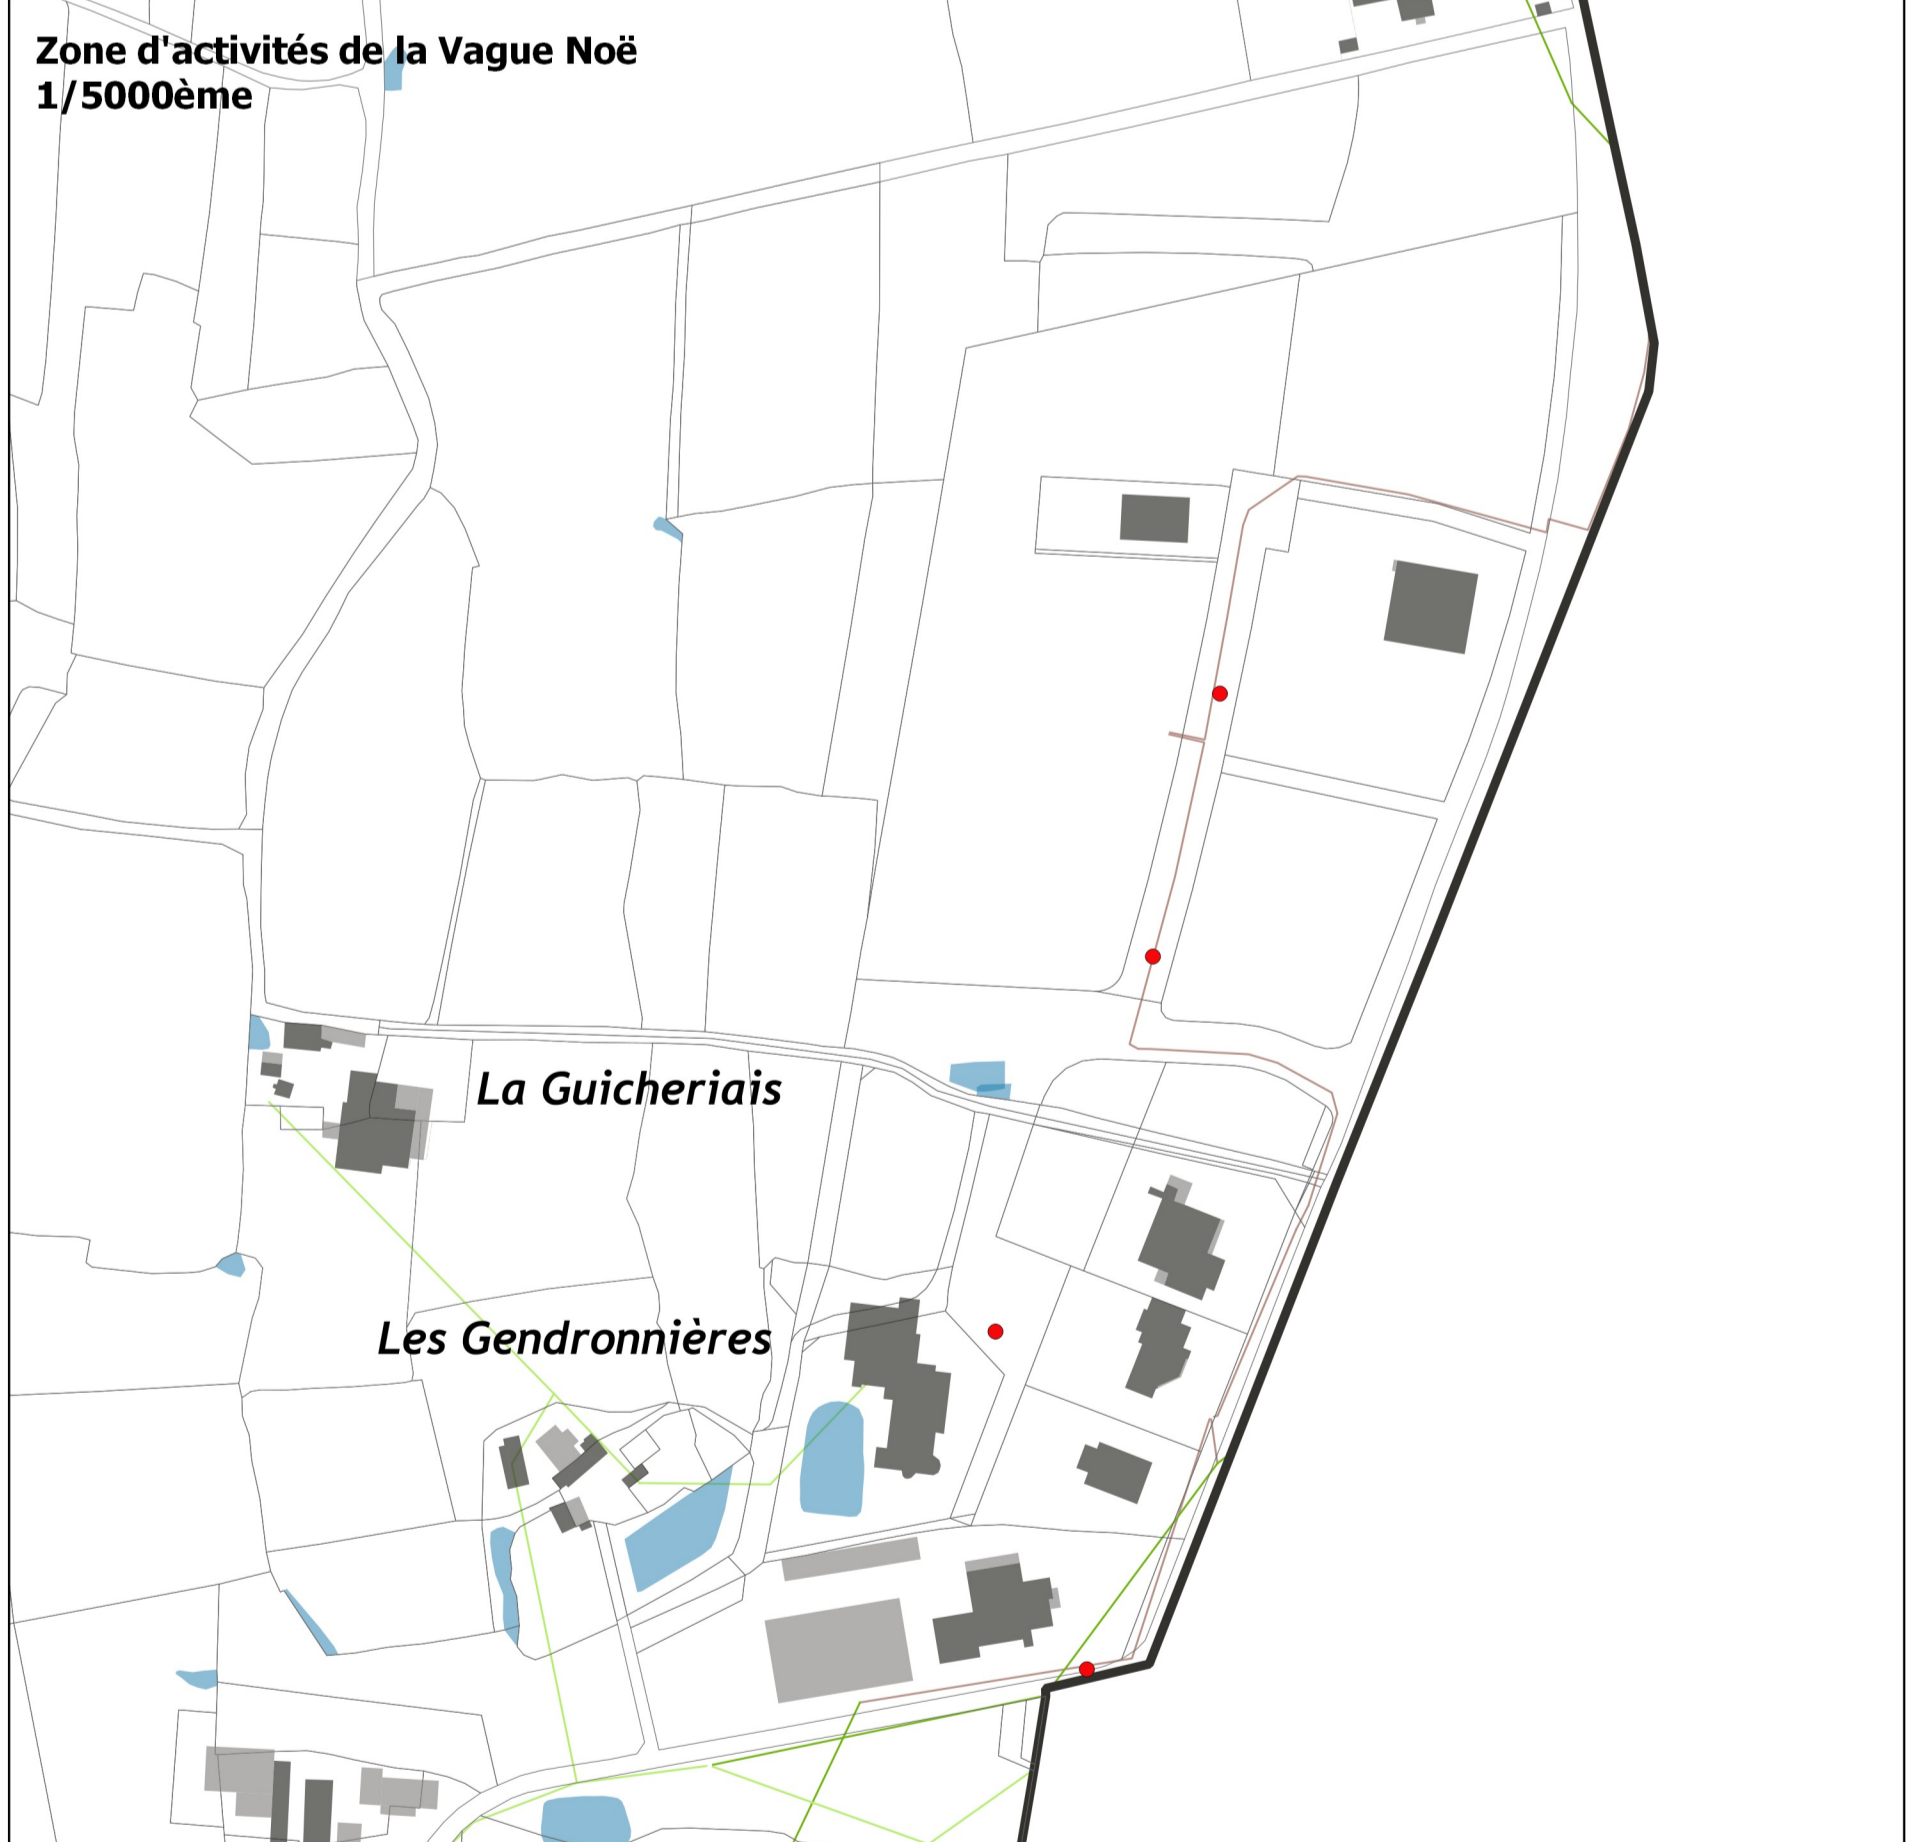 Zone d'activités de la Vague Noë
1/5000ème
La Guicheriais
Les Gendronnières